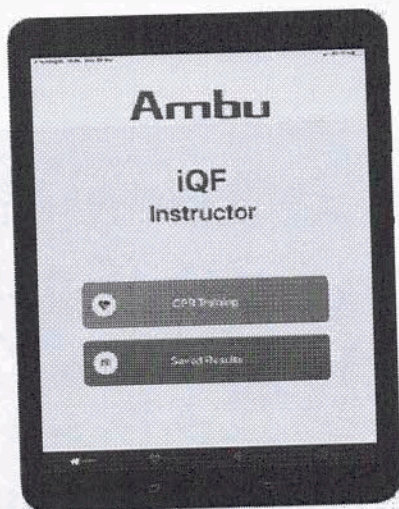 Ambu
iQF
Instructor
CPR Training
Saved Results